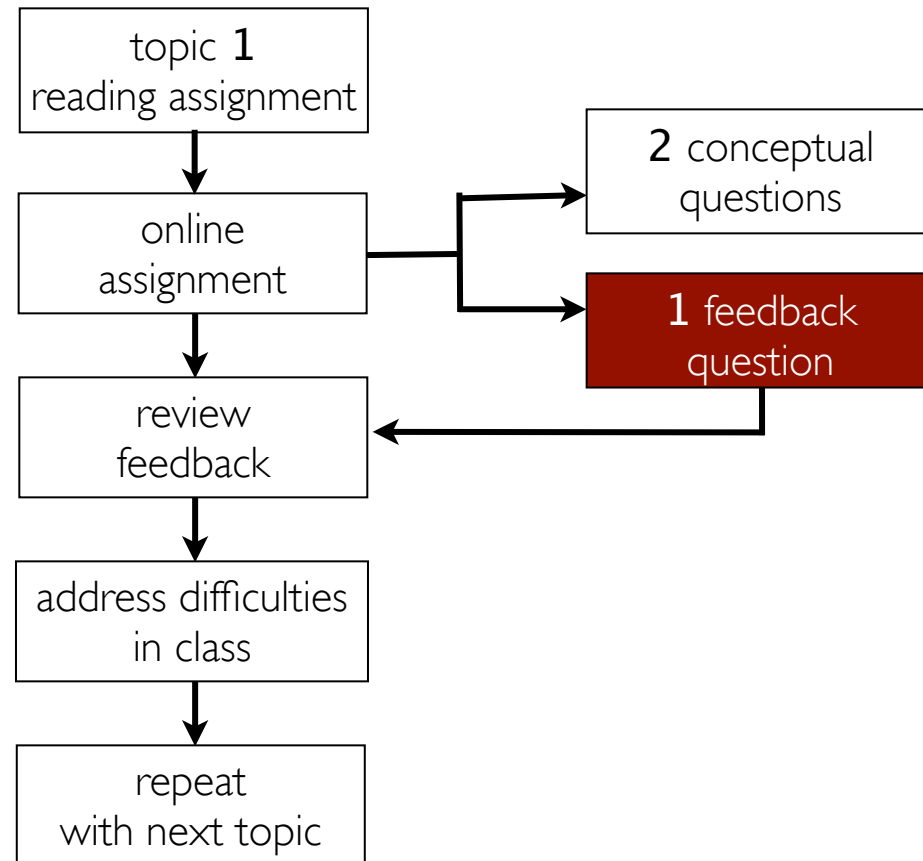 topic 1
reading assignment
online
assignment
2 conceptual
questions
1 feedback
question
review
feedback
address difficulties
in class
repeat
with next topic